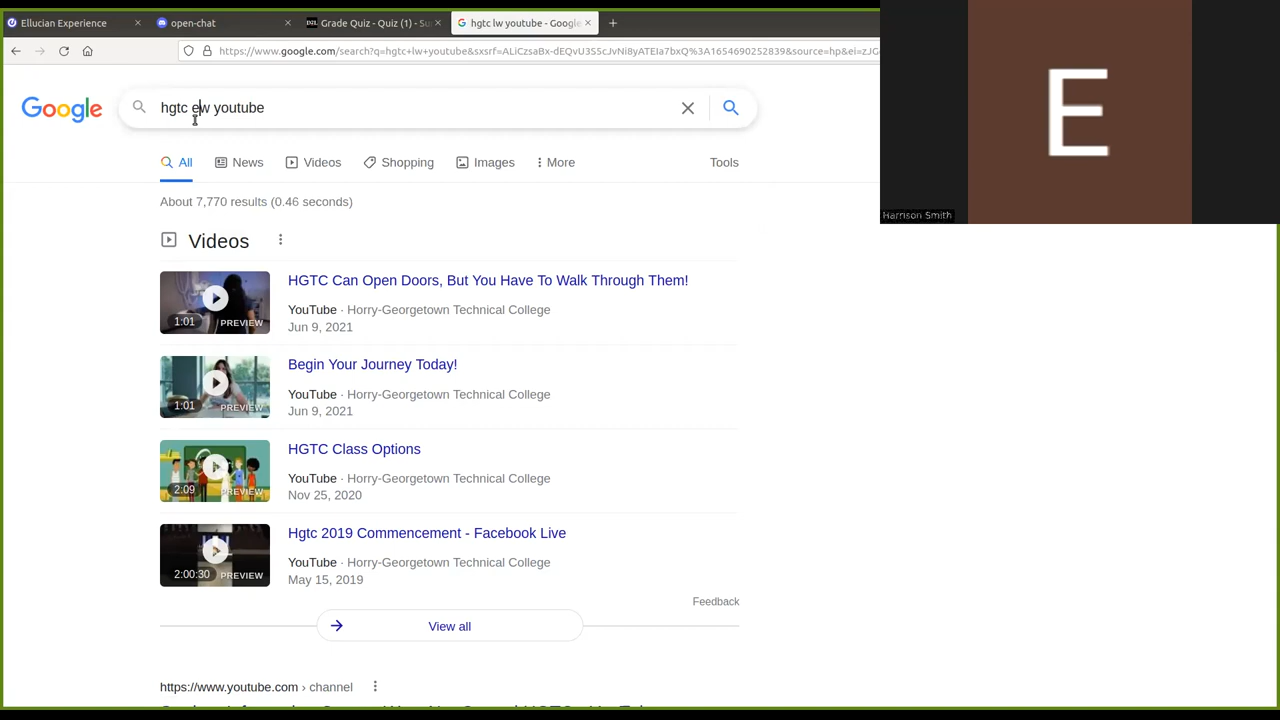 Ellucian Experience
open-chat
Grade Quiz - Quiz (1) - Su
hgtc lw youtube - Google
https://www.google.com/search?q=hgtc+lw+youtube&sxsrf=ALiCzsaBx-dEQvU3S5cJvNi8yATEIa7bxQ%3A1654690252839&source=hp&ei=zJG
E
Harrison Smith
Google
hgtc ew youtube
All
News
Videos
Shopping
Images
More
Tools
About 7,770 results (0.46 seconds)
Videos
HGTC Can Open Doors, But You Have To Walk Through Them!
YouTube · Horry-Georgetown Technical College
Jun 9, 2021
1:01
PREVIEW
Begin Your Journey Today!
YouTube · Horry-Georgetown Technical College
Jun 9, 2021
1:01
PREVIEW
HGTC Class Options
YouTube · Horry-Georgetown Technical College
Nov 25, 2020
2:09
PREVIEW
Hgtc 2019 Commencement - Facebook Live
YouTube · Horry-Georgetown Technical College
May 15, 2019
2:00:30
PREVIEW
Feedback
View all
https://www.youtube.com › channel